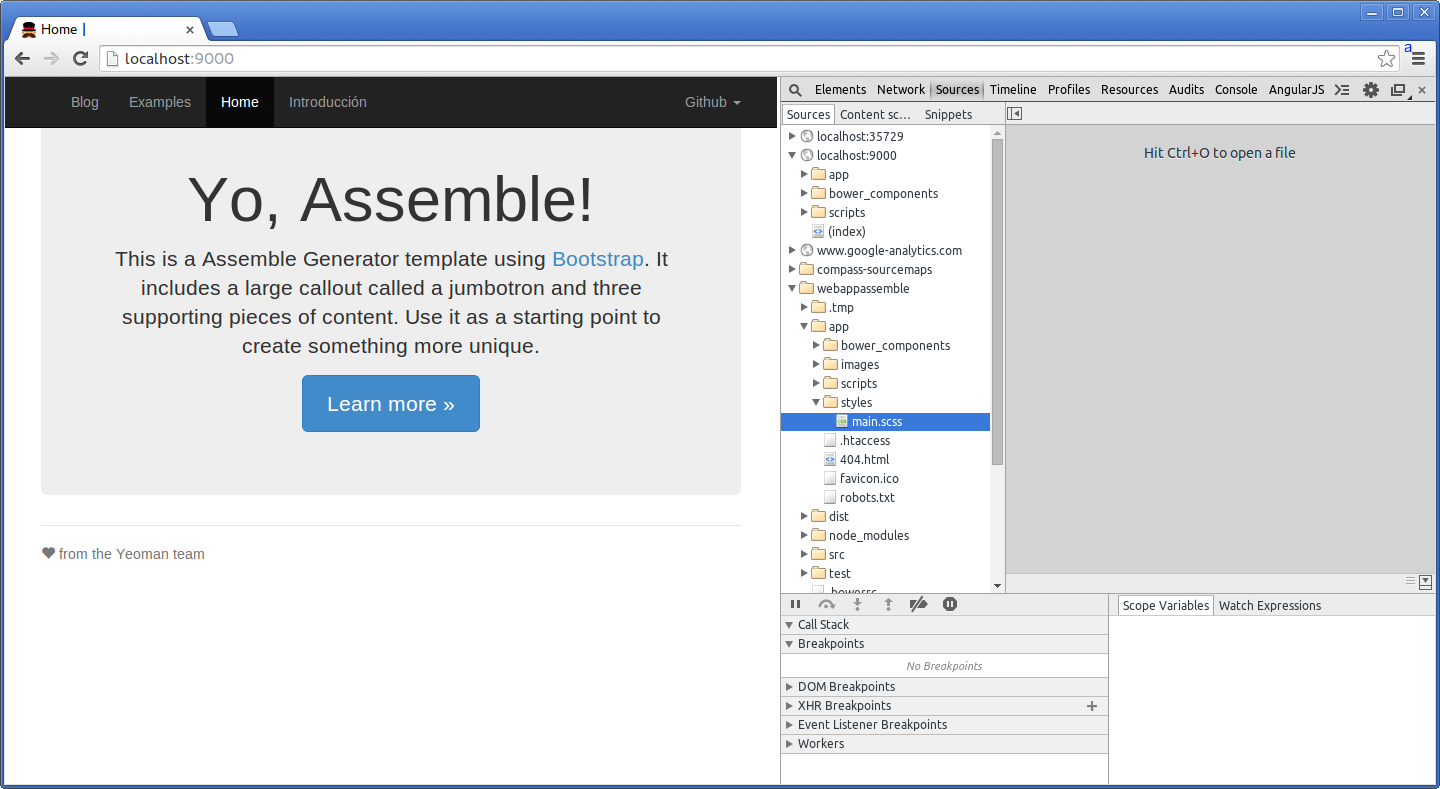 Home |
localhost:9000
a
Blog Examples Home Introducción Github
Yo, Assemble!
This is a Assemble Generator template using Bootstrap. It
includes a large callout called a jumbotron and three
supporting pieces of content. Use it as a starting point to
create something more unique.
Learn more »
from the Yeoman team
Elements Network Sources Timeline Profiles Resources Audits Console AngularJS
Sources Content sc... Snippets
localhost:35729
localhost:9000
app
bower_components
scripts
(index)
www.google-analytics.com
compass-sourcemaps
webappassemble
.tmp
app
bower_components
images
scripts
styles
main.scss
.htaccess
404.html
favicon.ico
robots.txt
dist
node_modules
src
test
.bowerrc
Hit Ctrl+O to open a file
Call Stack
Breakpoints
No Breakpoints
DOM Breakpoints
XHR Breakpoints
Event Listener Breakpoints
Workers
Scope Variables Watch Expressions